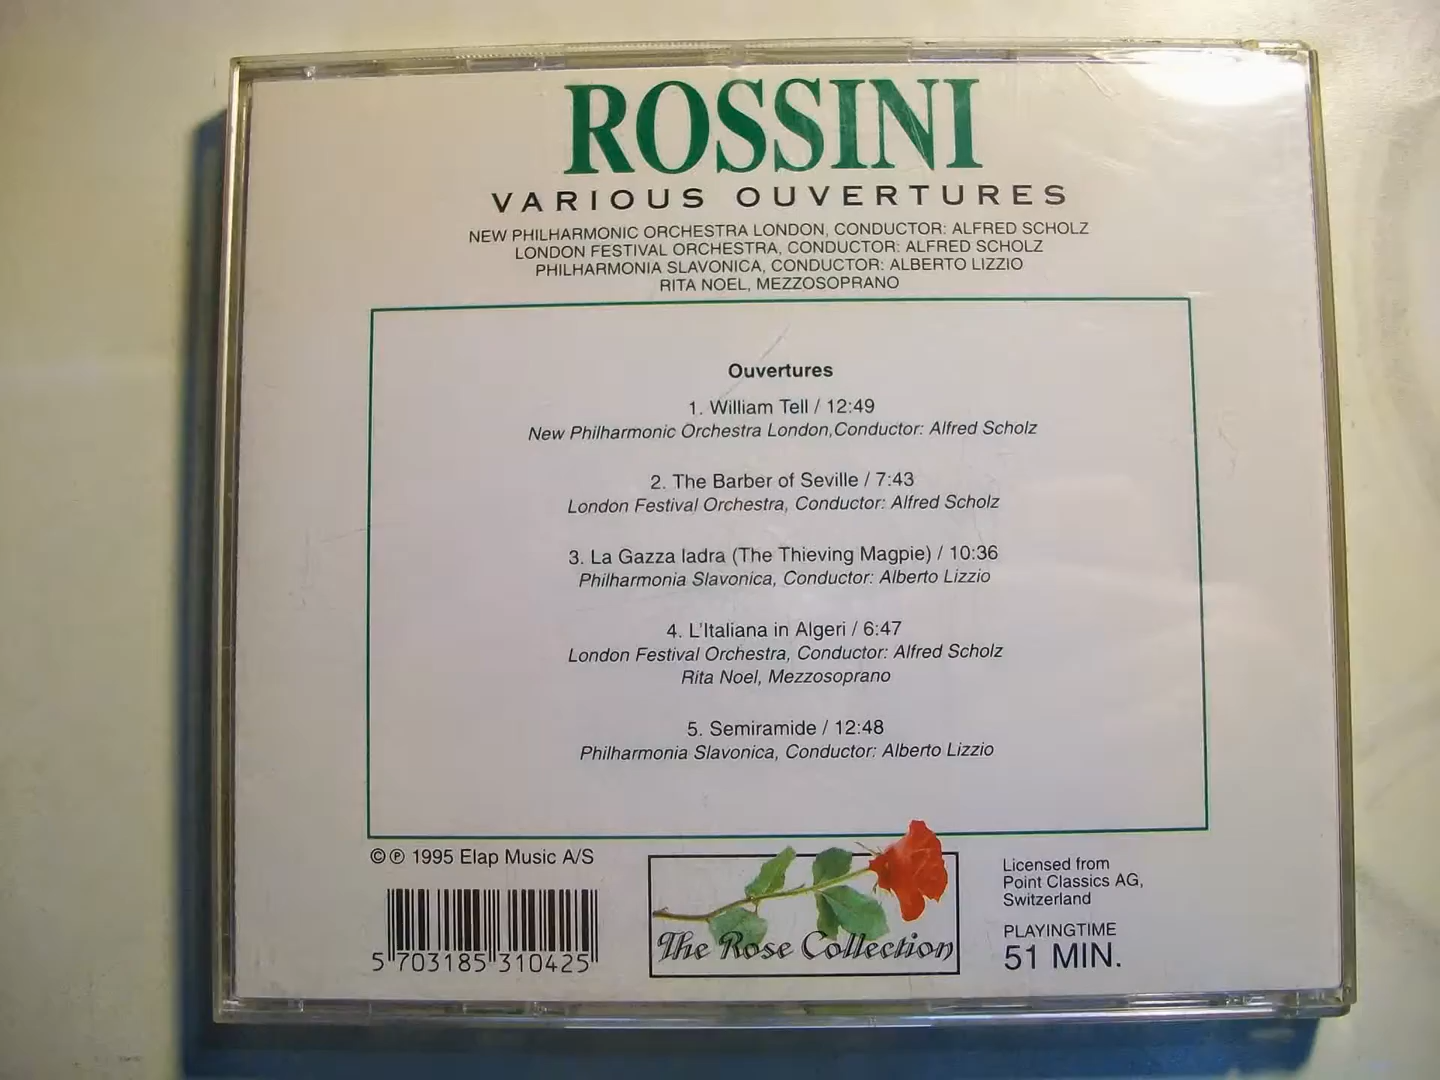 ROSSINI
VARIOUS OUVERTURES
NEW PHILHARMONIC ORCHESTRA LONDON, CONDUCTOR: ALFRED SCHOLZ
LONDON FESTIVAL ORCHESTRA, CONDUCTOR: ALFRED SCHOLZ
PHILHARMONIA SLAVONICA, CONDUCTOR: ALBERTO LIZZIO
RITA NOEL, MEZZOSOPRANO
Ouvertures
1. William Tell / 12:49
New Philharmonic Orchestra London,Conductor: Alfred Scholz
2. The Barber of Seville / 7:43
London Festival Orchestra, Conductor: Alfred Scholz
3. La Gazza ladra (The Thieving Magpie) / 10:36
Philharmonia Slavonica, Conductor: Alberto Lizzio
4. L'Italiana in Algeri / 6:47
London Festival Orchestra, Conductor: Alfred Scholz
Rita Noel, Mezzosoprano
5. Semiramide / 12:48
Philharmonia Slavonica, Conductor: Alberto Lizzio
© ℗ 1995 Elap Music A/S
5 703185 310425
The Rose Collection
Licensed from
Point Classics AG,
Switzerland
PLAYINGTIME
51 MIN.